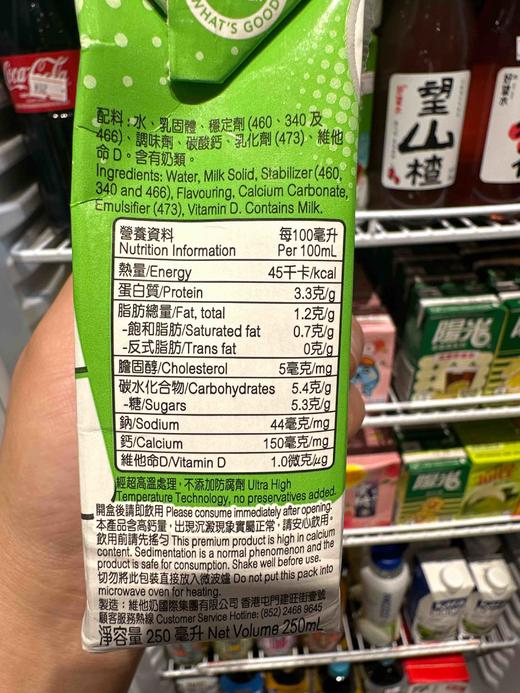 WHAT'S GOOD
配料：水、乳固體、穩定劑 (460、340 及
466)、調味劑、碳酸鈣、乳化劑 (473)、維他
命 D。含有奶類。
Ingredients: Water, Milk Solid, Stabilizer (460,
340 and 466), Flavouring, Calcium Carbonate,
Emulsifier (473), Vitamin D. Contains Milk.
營養資料 每100毫升
Nutrition Information Per 100mL
熱量/Energy 45千卡/kcal
蛋白質/Protein 3.3克/g
脂肪總量/Fat, total 1.2克/g
-飽和脂肪/Saturated fat 0.7克/g
-反式脂肪/Trans fat 0克/g
膽固醇/Cholesterol 5毫克/mg
碳水化合物/Carbohydrates 5.4克/g
-糖/Sugars 5.3克/g
鈉/Sodium 44毫克/mg
鈣/Calcium 150毫克/mg
維他命D/Vitamin D 1.0微克/µg
經超高溫處理，不添加防腐劑 Ultra High
Temperature Technology, no preservatives added.
開盒後請即飲用 Please consume immediately after opening.
本產品含高鈣量，出現沉澱現象實屬正常，請安心飲用。
飲用前請先搖勻 This premium product is high in calcium
content. Sedimentation is a normal phenomenon and the
product is safe for consumption. Shake well before use.
切勿將此包裝直接放入微波爐 Do not put this pack into
microwave oven for heating.
製造：維他奶國際集團有限公司 香港屯門建旺街壹號
顧客服務熱線 Customer Service Hotline: (852) 2468 9645
淨容量 250 毫升 Net Volume 250mL
Coca-Cola
望山楂
陽光
陽光